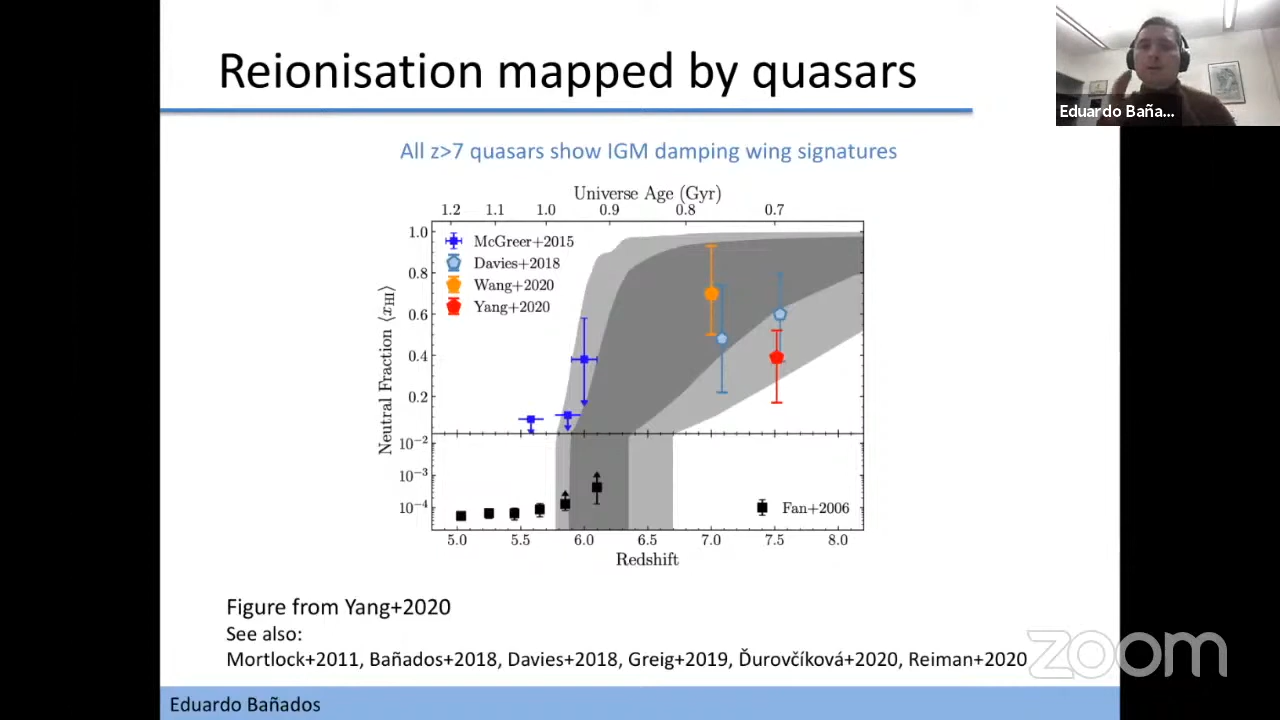 Reionisation mapped by quasars
Eduardo Baña...
All z>7 quasars show IGM damping wing signatures
Universe Age (Gyr)
1.2 1.1 1.0 0.9 0.8 0.7
1.0
0.8
0.6
0.4
0.2
10⁻²
10⁻³
10⁻⁴
Neutral Fraction ⟨xHI⟩
McGreer+2015
Davies+2018
Wang+2020
Yang+2020
Fan+2006
5.0 5.5 6.0 6.5 7.0 7.5 8.0
Redshift
Figure from Yang+2020
See also:
Mortlock+2011, Bañados+2018, Davies+2018, Greig+2019, Ďurovčíková+2020, Reiman+2020
zoom
Eduardo Bañados